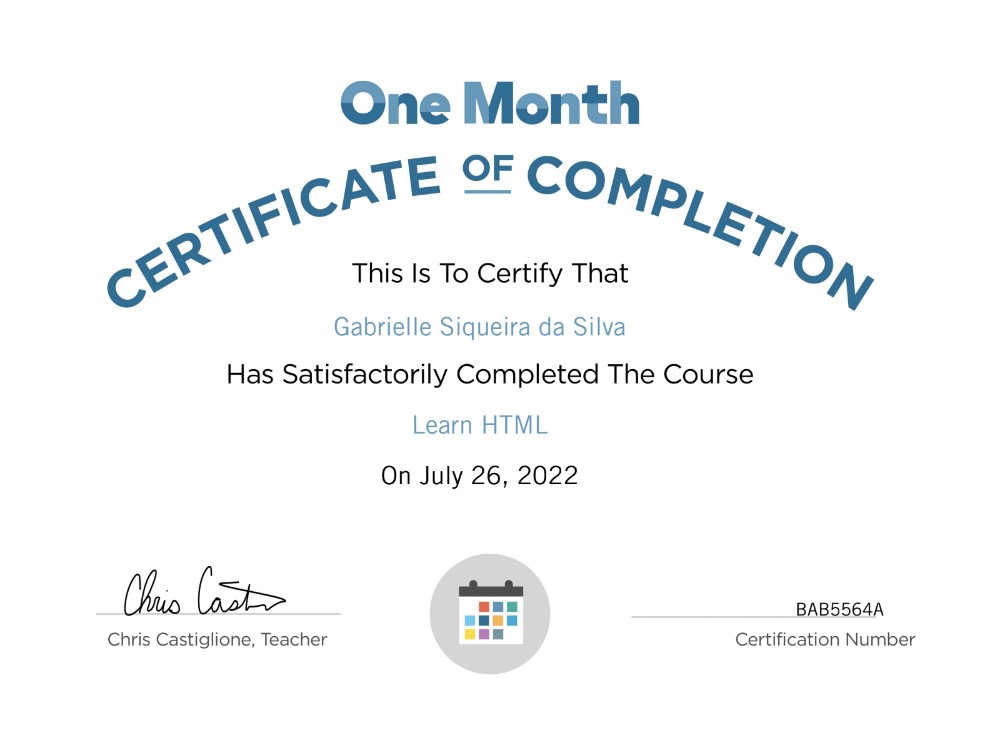 One Month
CERTIFICATE OF COMPLETION
This Is To Certify That
Gabrielle Siqueira da Silva
Has Satisfactorily Completed The Course
Learn HTML
On July 26, 2022
Chris Cast
Chris Castiglione, Teacher
BAB5564A
Certification Number